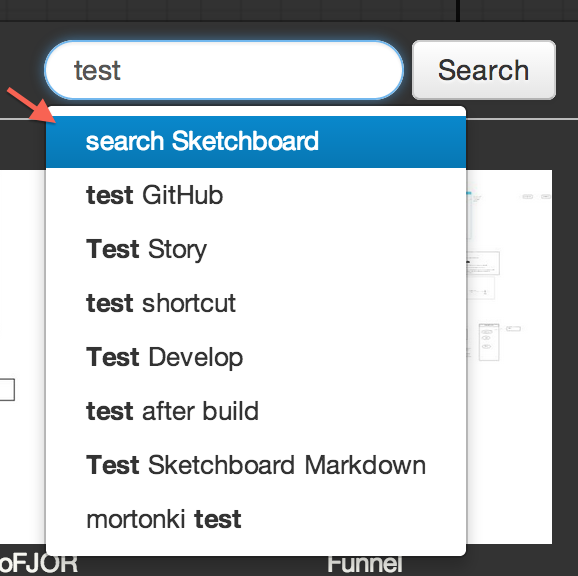 test Search
search Sketchboard
test GitHub
Test Story
test shortcut
Test Develop
test after build
Test Sketchboard Markdown
mortonki test
oFJOR Funnel